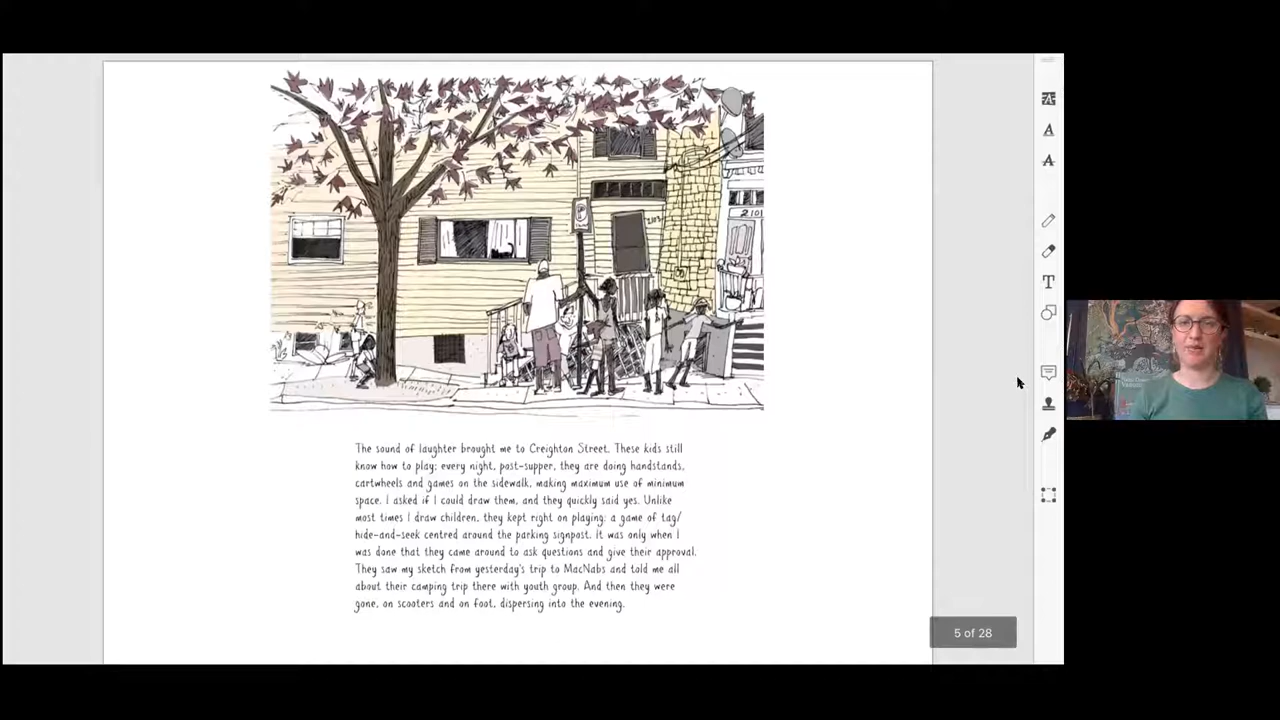 2103
2101
The sound of laughter brought me to Creighton Street. These kids still
know how to play; every night, post-supper, they are doing handstands,
cartwheels and games on the sidewalk, making maximum use of minimum
space. I asked if I could draw them, and they quickly said yes. Unlike
most times I draw children, they kept right on playing: a game of tag/
hide-and-seek centred around the parking signpost. It was only when I
was done that they came around to ask questions and give their approval.
They saw my sketch from yesterday's trip to MacNabs and told me all
about their camping trip there with youth group. And then they were
gone, on scooters and on foot, dispersing into the evening.
5 of 28